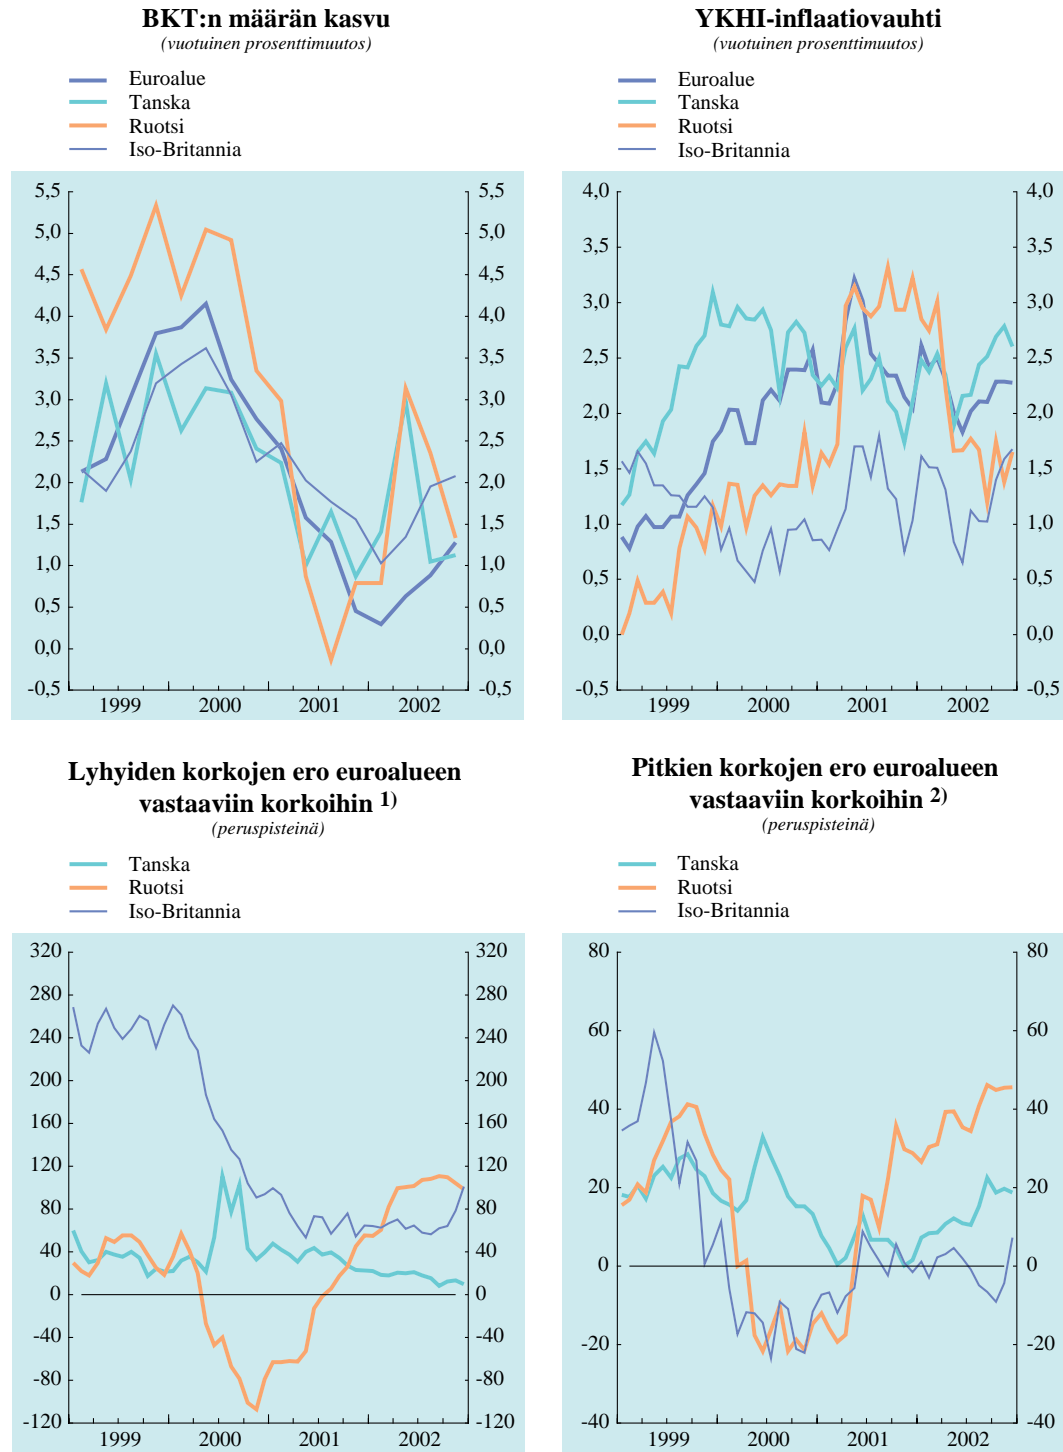 BKT:n määrän kasvu
(vuotuinen prosenttimuutos)
Euroalue
Tanska
Ruotsi
Iso-Britannia
5,5 5,5
5,0 5,0
4,5 4,5
4,0 4,0
3,5 3,5
3,0 3,0
2,5 2,5
2,0 2,0
1,5 1,5
1,0 1,0
0,5 0,5
0,0 0,0
-0,5 -0,5
1999 2000 2001 2002
YKHI-inflaatiovauhti
(vuotuinen prosenttimuutos)
Euroalue
Tanska
Ruotsi
Iso-Britannia
4,0 4,0
3,5 3,5
3,0 3,0
2,5 2,5
2,0 2,0
1,5 1,5
1,0 1,0
0,5 0,5
0,0 0,0
-0,5 -0,5
1999 2000 2001 2002
Lyhyiden korkojen ero euroalueen
vastaaviin korkoihin 1)
(peruspisteinä)
Tanska
Ruotsi
Iso-Britannia
320 320
280 280
240 240
200 200
160 160
120 120
80 80
40 40
0 0
-40 -40
-80 -80
-120 -120
1999 2000 2001 2002
Pitkien korkojen ero euroalueen
vastaaviin korkoihin 2)
(peruspisteinä)
Tanska
Ruotsi
Iso-Britannia
80 80
60 60
40 40
20 20
0 0
-20 -20
-40 -40
1999 2000 2001 2002